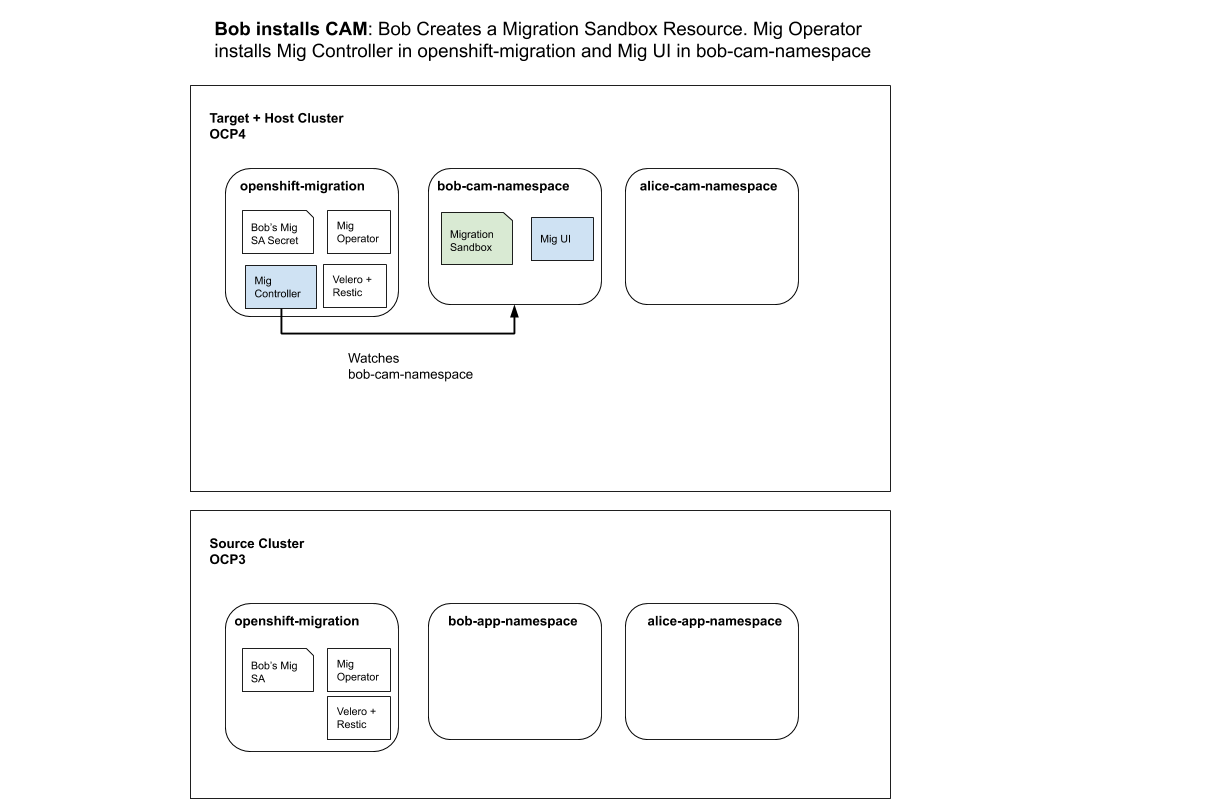 Bob installs CAM: Bob Creates a Migration Sandbox Resource. Mig Operator
installs Mig Controller in openshift-migration and Mig UI in bob-cam-namespace
Target + Host Cluster
OCP4
openshift-migration
Bob's Mig
SA Secret
Mig
Operator
Mig
Controller
Velero +
Restic
bob-cam-namespace
Migration
Sandbox
Mig UI
alice-cam-namespace
Watches
bob-cam-namespace
Source Cluster
OCP3
openshift-migration
Bob's Mig
SA
Mig
Operator
Velero +
Restic
bob-app-namespace
alice-app-namespace